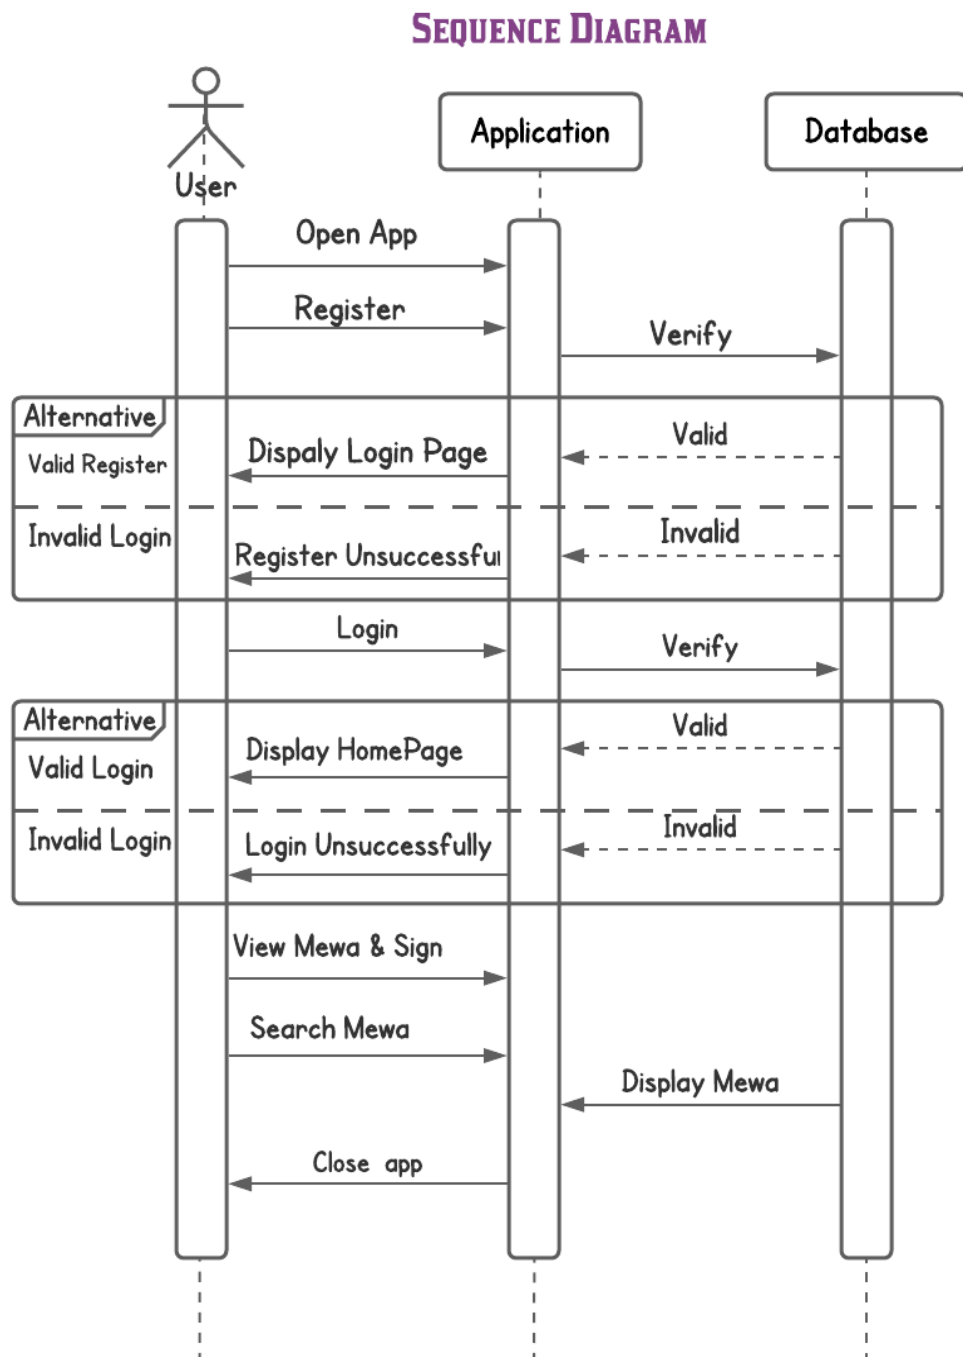 SEQUENCE DIAGRAM
User
Application
Database
Open App
Register
Verify
Alternative
Valid
Dispaly Login Page
Valid Register
Invalid
Invalid Login
Register Unsuccessful
Login
Verify
Alternative
Valid
Display HomePage
Valid Login
Invalid
Invalid Login
Login Unsuccessfully
View Mewa & Sign
Search Mewa
Display Mewa
Close app